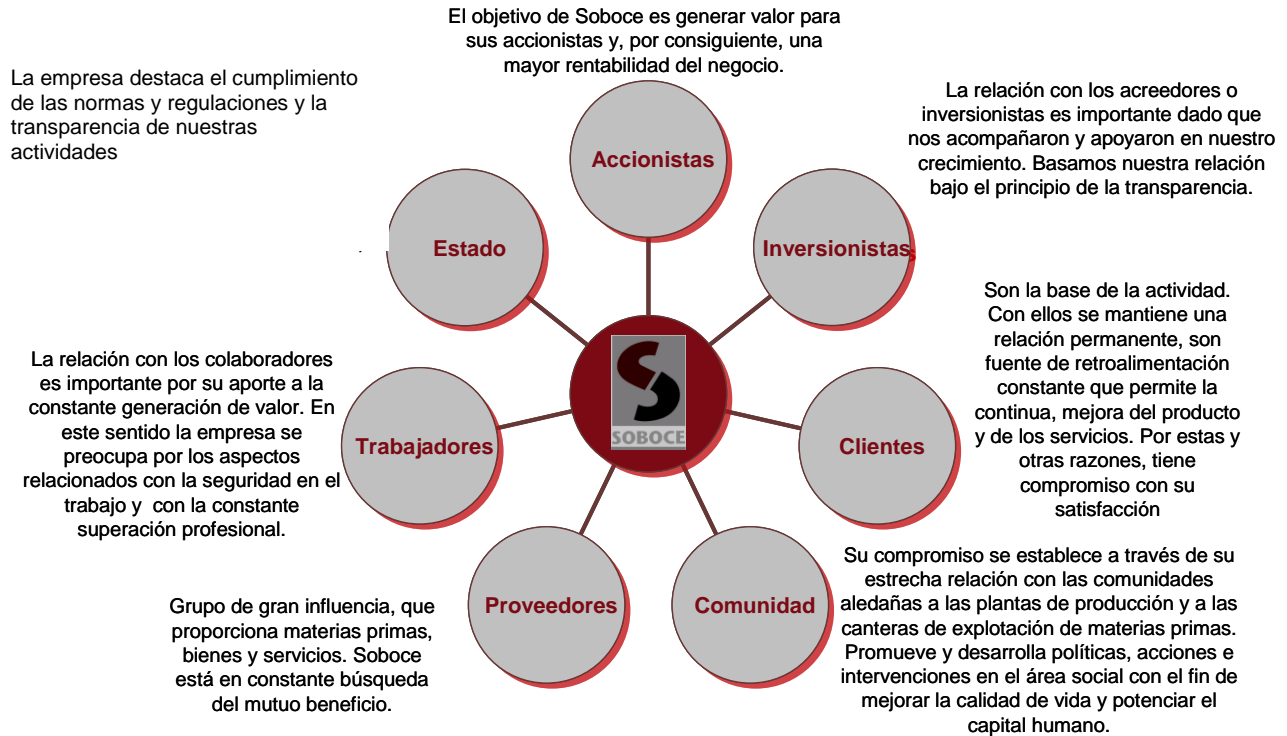 El objetivo de Soboce es generar valor para
sus accionistas y, por consiguiente, una
mayor rentabilidad del negocio.
La empresa destaca el cumplimiento
de las normas y regulaciones y la
transparencia de nuestras
actividades
La relación con los acreedores o
inversionistas es importante dado que
nos acompañaron y apoyaron en nuestro
crecimiento. Basamos nuestra relación
bajo el principio de la transparencia.
Accionistas
Estado
Inversionistas
Son la base de la actividad.
Con ellos se mantiene una
relación permanente, son
fuente de retroalimentación
constante que permite la
continua, mejora del producto
y de los servicios. Por estas y
otras razones, tiene
compromiso con su
satisfacción
La relación con los colaboradores
es importante por su aporte a la
constante generación de valor. En
este sentido la empresa se
preocupa por los aspectos
relacionados con la seguridad en el
trabajo y con la constante
superación profesional.
SOBOCE
Trabajadores
Clientes
Proveedores
Comunidad
Grupo de gran influencia, que
proporciona materias primas,
bienes y servicios. Soboce
está en constante búsqueda
del mutuo beneficio.
Su compromiso se establece a través de su
estrecha relación con las comunidades
aledañas a las plantas de producción y a las
canteras de explotación de materias primas.
Promueve y desarrolla políticas, acciones e
intervenciones en el área social con el fin de
mejorar la calidad de vida y potenciar el
capital humano.